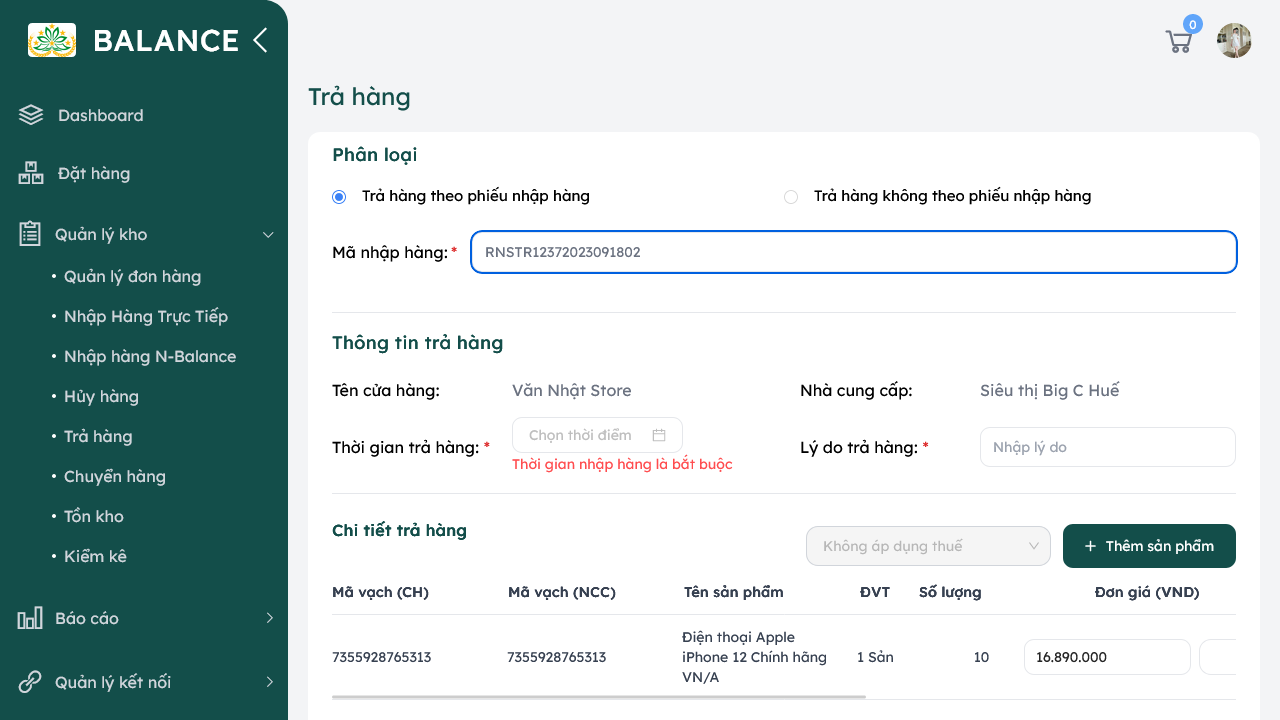 BALANCE
0
Dashboard
Đặt hàng
Quản lý kho
• Quản lý đơn hàng
• Nhập Hàng Trực Tiếp
• Nhập hàng N-Balance
• Hủy hàng
• Trả hàng
• Chuyển hàng
• Tồn kho
• Kiểm kê
Báo cáo
Quản lý kết nối
Trả hàng
Phân loại
Trả hàng theo phiếu nhập hàng
Trả hàng không theo phiếu nhập hàng
Mã nhập hàng: * RNSTR12372023091802
Thông tin trả hàng
Tên cửa hàng: Văn Nhật Store
Nhà cung cấp: Siêu thị Big C Huế
Thời gian trả hàng: * Chọn thời điểm
Thời gian nhập hàng là bắt buộc
Lý do trả hàng: * Nhập lý do
Chi tiết trả hàng
Không áp dụng thuế
+ Thêm sản phẩm
Mã vạch (CH) Mã vạch (NCC) Tên sản phẩm ĐVT Số lượng Đơn giá (VND)
7355928765313 7355928765313 Điện thoại Apple
iPhone 12 Chính hãng
VN/A
1 Sản 10 16.890.000